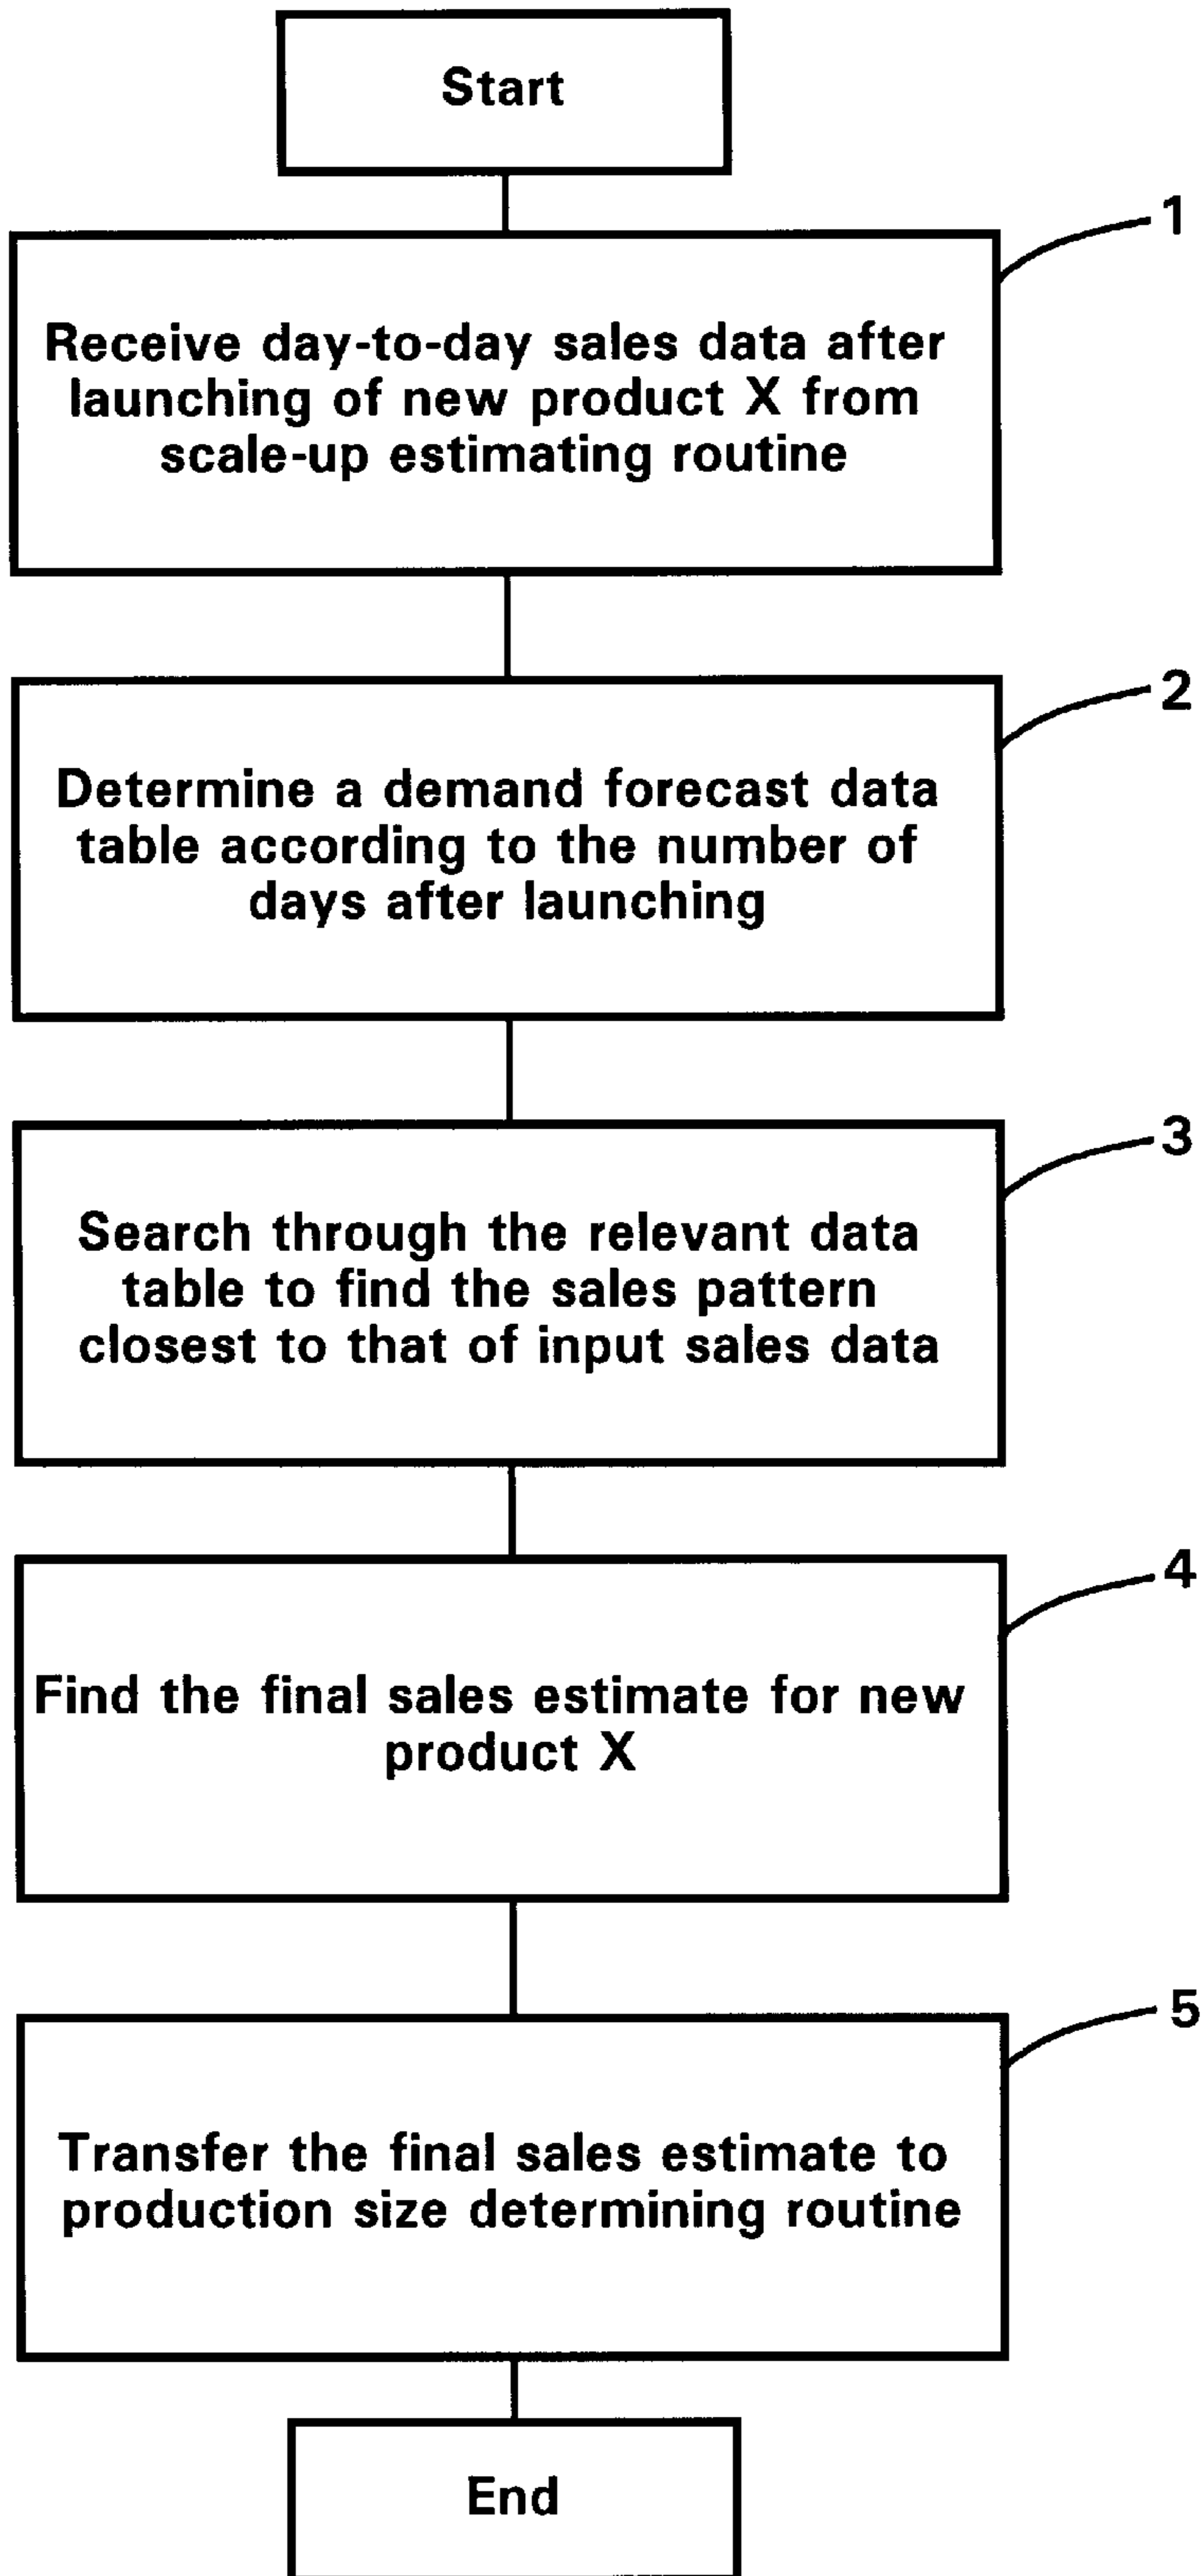 Start
1
Receive day-to-day sales data after
launching of new product X from
scale-up estimating routine
2
Determine a demand forecast data
table according to the number of
days after launching
3
Search through the relevant data
table to find the sales pattern
closest to that of input sales data
4
Find the final sales estimate for new
product X
5
Transfer the final sales estimate to
production size determining routine
End